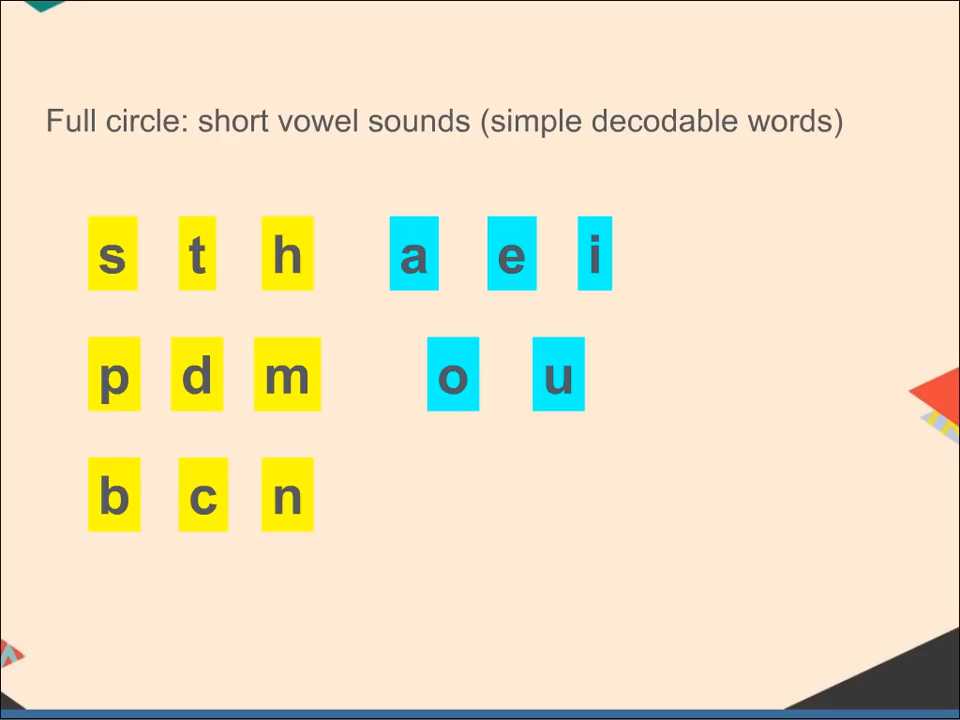 Full circle: short vowel sounds (simple decodable words)
s t h a e i
p d m o u
b c n